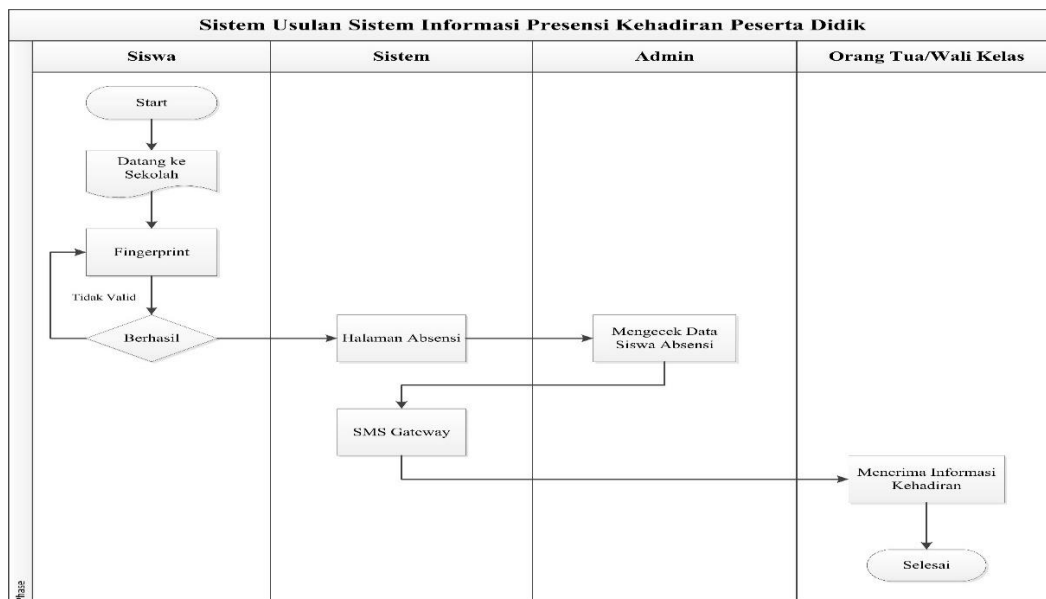 Sistem Usulan Sistem Informasi Presensi Kehadiran Peserta Didik
Siswa
Sistem
Admin
Orang Tua/Wali Kelas
Start
Datang ke
Sekolah
Fingerprint
Tidak Valid
Berhasil
Halaman Absensi
Mengecek Data
Siswa Absensi
SMS Gateway
Menerima Informasi
Kehadiran
Selesai
Phase